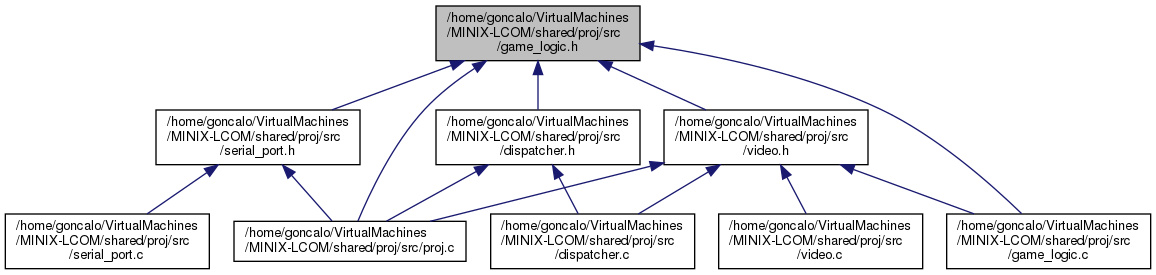 /home/goncalo/VirtualMachines
/MINIX-LCOM/shared/proj/src
/game_logic.h
/home/goncalo/VirtualMachines
/MINIX-LCOM/shared/proj/src
/serial_port.h
/home/goncalo/VirtualMachines
/MINIX-LCOM/shared/proj/src
/dispatcher.h
/home/goncalo/VirtualMachines
/MINIX-LCOM/shared/proj/src
/video.h
/home/goncalo/VirtualMachines
/MINIX-LCOM/shared/proj/src
/serial_port.c
/home/goncalo/VirtualMachines
/MINIX-LCOM/shared/proj/src/proj.c
/home/goncalo/VirtualMachines
/MINIX-LCOM/shared/proj/src
/dispatcher.c
/home/goncalo/VirtualMachines
/MINIX-LCOM/shared/proj/src
/video.c
/home/goncalo/VirtualMachines
/MINIX-LCOM/shared/proj/src
/game_logic.c